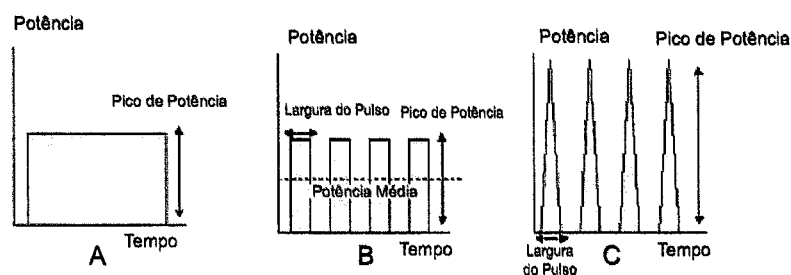 Potência
Pico de Potência
Tempo
A
Potência
Largura do Pulso
Pico de Potência
Potência Média
B
Tempo
Potência
Pico de Potência
Largura
do Pulso
C
Tempo